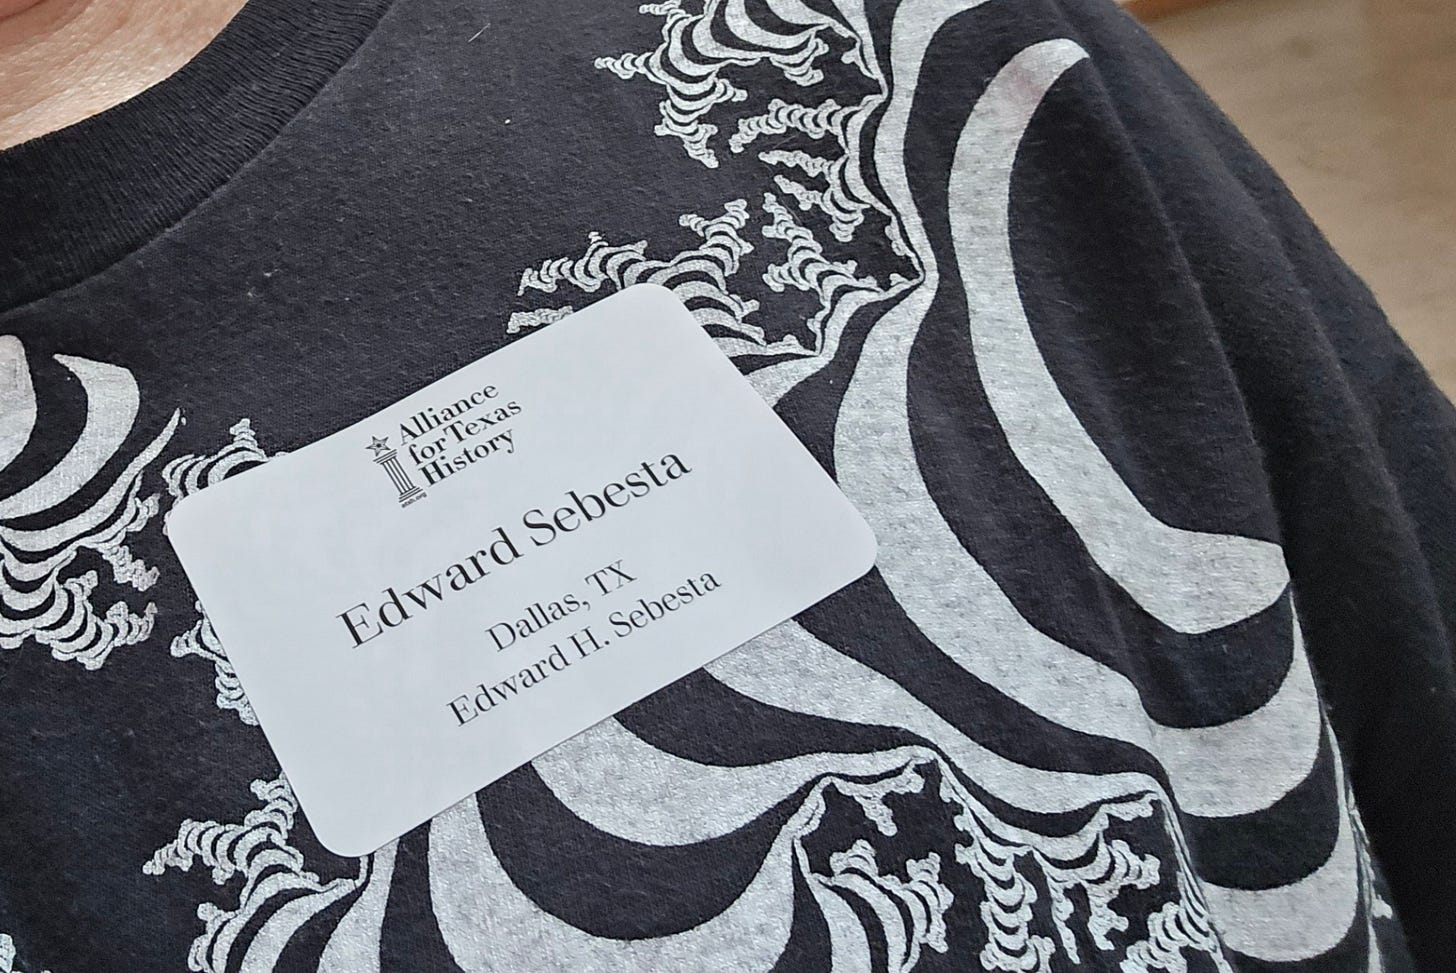 Alliance
for Texas
History
Edward Sebesta
Dallas, TX
Edward H. Sebesta